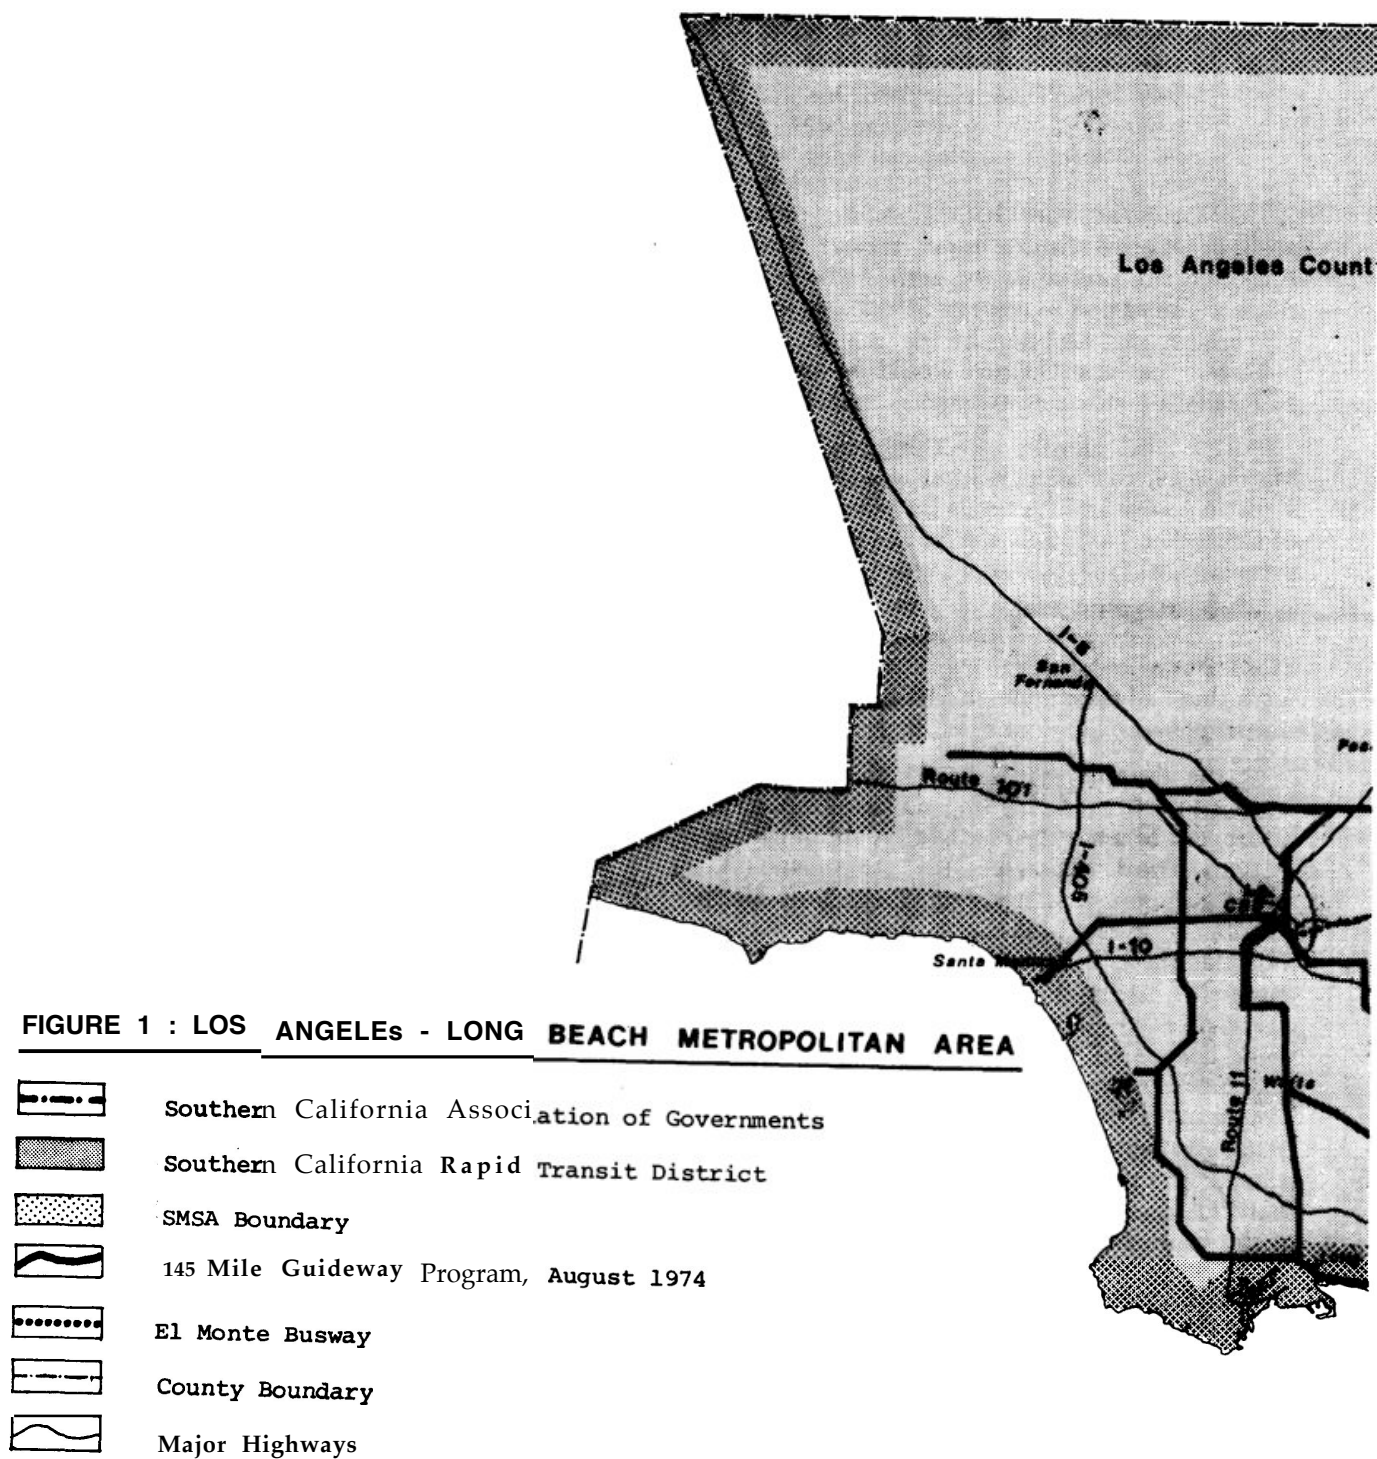 Los Angeles Count
I-5
San
Fernando
Route 101
I-405
I-10
Santa
Route 11
FIGURE 1 : LOS ANGELEs - LONG BEACH METROPOLITAN AREA
Southern California Association of Governments
Southern California Rapid Transit District
SMSA Boundary
145 Mile Guideway Program, August 1974
El Monte Busway
County Boundary
Major Highways